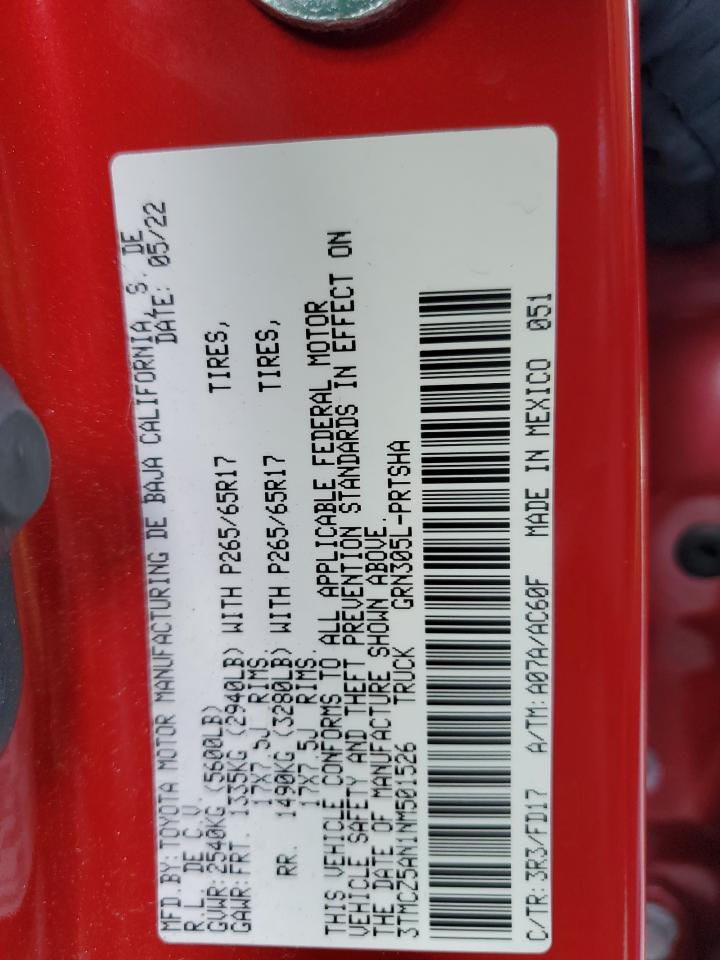 MFD.BY:TOYOTA MOTOR MANUFACTURING DE BAJA CALIFORNIA, S. DE
R.L. DE C.V. DATE: 05/22
GVWR:2540KG (5600LB)
GAWR:FRT. 1335KG (2940LB) WITH P265/65R17 TIRES,
17X7.5J RIMS.
RR. 1490KG (3280LB) WITH P265/65R17 TIRES,
17X7.5J RIMS.
THIS VEHICLE CONFORMS TO ALL APPLICABLE FEDERAL MOTOR
VEHICLE SAFETY AND THEFT PREVENTION STANDARDS IN EFFECT ON
THE DATE OF MANUFACTURE SHOWN ABOVE.
3TMCZ5AN1NM501526 TRUCK GRN305L-PRTSHA
C/TR:3R3/FD17 A/TM:A07A/AC60F MADE IN MEXICO 051